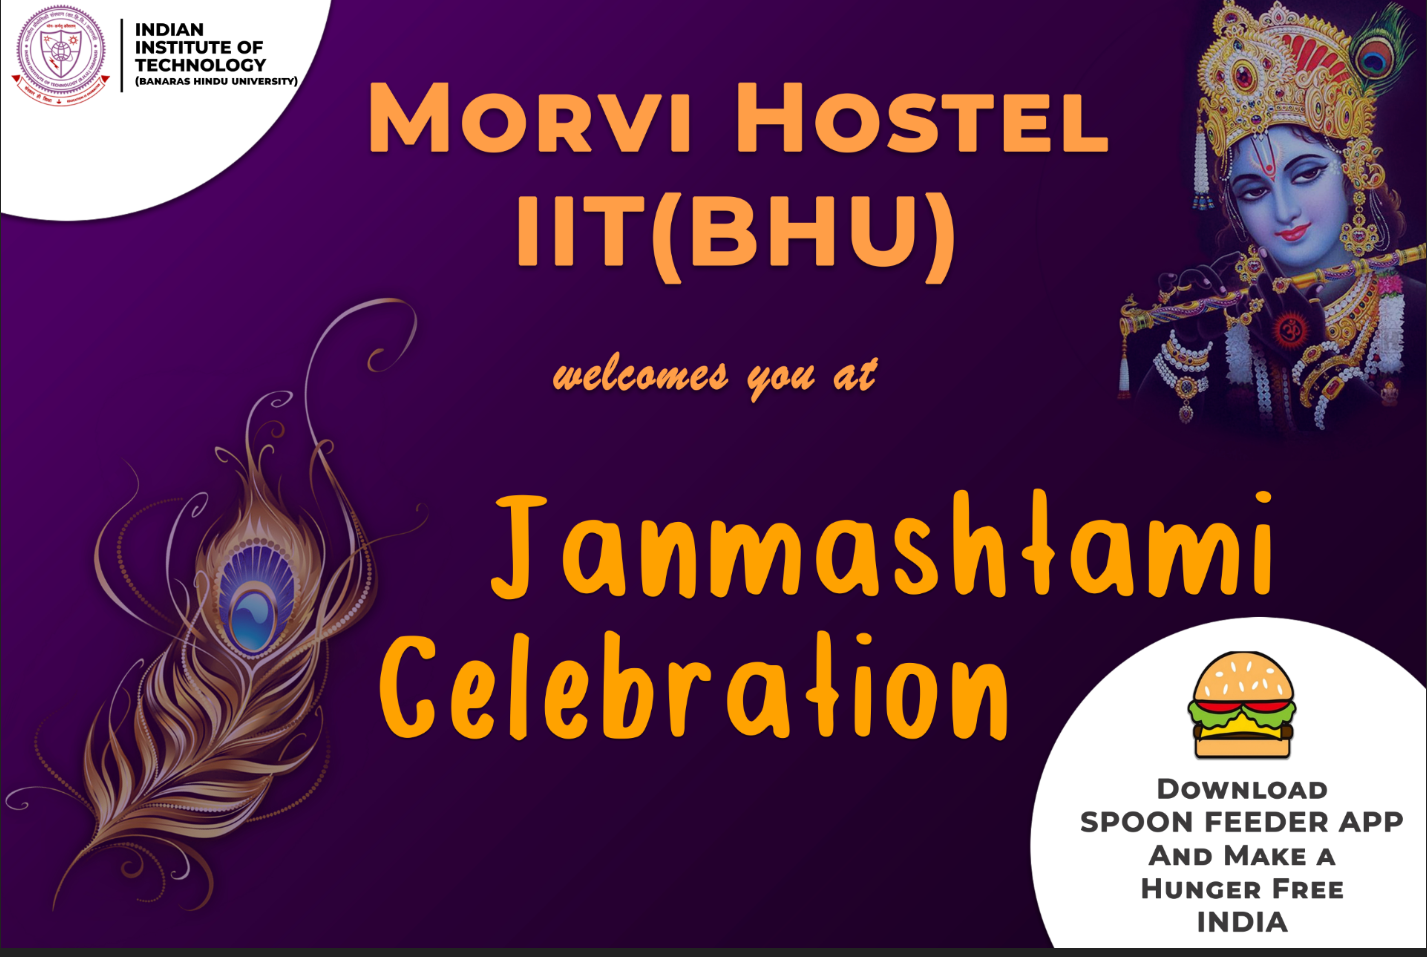 INDIAN
INSTITUTE OF
TECHNOLOGY
(BANARAS HINDU UNIVERSITY)
MORVI HOSTEL
IIT(BHU)
welcomes you at
Janmashtami
Celebration
DOWNLOAD
SPOON FEEDER APP
AND MAKE A
HUNGER FREE
INDIA
ॐ